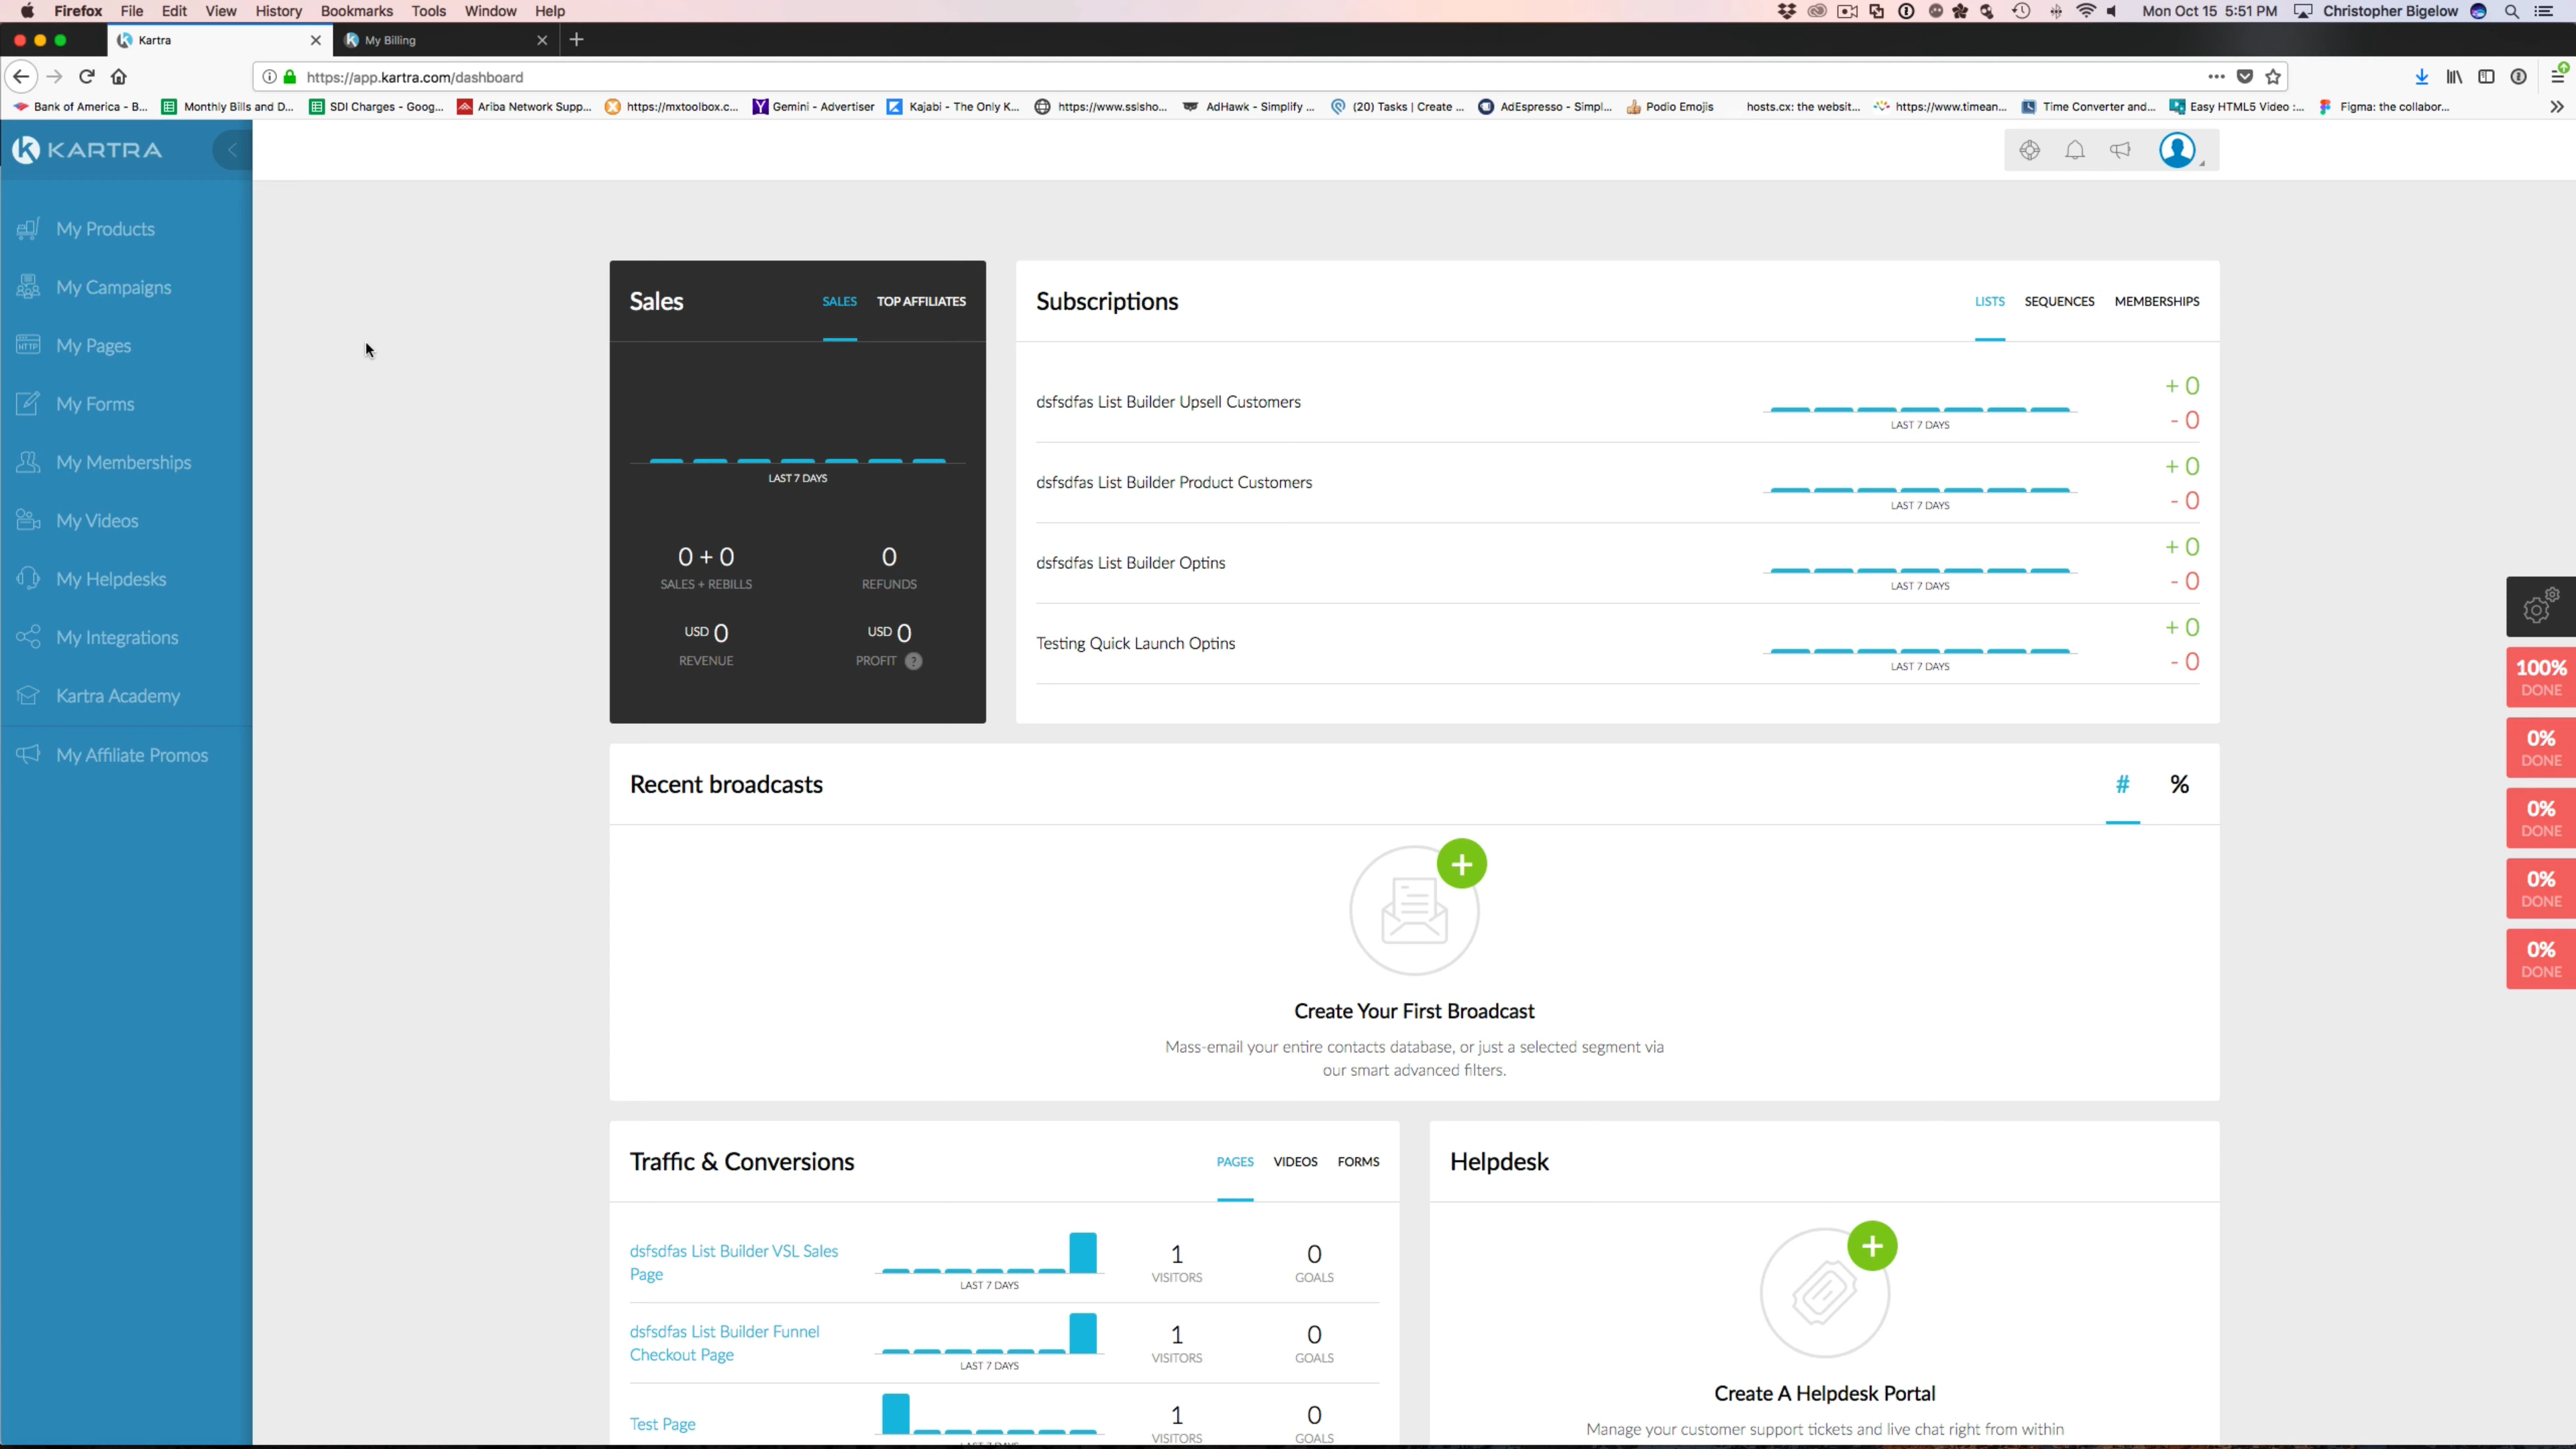 Firefox File Edit View History Bookmarks Tools Window Help
Mon Oct 15 5:51 PM Christopher Bigelow
Kartra
My Billing
https://app.kartra.com/dashboard
Bank of America - B... Monthly Bills and D... SDI Charges - Goog... Ariba Network Supp... https://mxtoolbox.c... Gemini - Advertiser Kajabi - The Only K... https://www.sslsho... AdHawk - Simplify ... (20) Tasks | Create ... AdEspresso - Simpl... Podio Emojis hosts.cx: the websit... https://www.timean... Time Converter and... Easy HTML5 Video :... Figma: the collabor...
KARTRA
My Products
My Campaigns
HTTP
My Pages
My Forms
My Memberships
My Videos
My Helpdesks
My Integrations
Kartra Academy
My Affiliate Promos
Sales SALES TOP AFFILIATES
LAST 7 DAYS
0 + 0 0
SALES + REBILLS REFUNDS
USD 0 USD 0
REVENUE PROFIT ?
Subscriptions LISTS SEQUENCES MEMBERSHIPS
dsfsdfas List Builder Upsell Customers
LAST 7 DAYS
+ 0
- 0
dsfsdfas List Builder Product Customers
LAST 7 DAYS
+ 0
- 0
dsfsdfas List Builder Optins
LAST 7 DAYS
+ 0
- 0
Testing Quick Launch Optins
LAST 7 DAYS
+ 0
- 0
Recent broadcasts # %
Create Your First Broadcast
Mass-email your entire contacts database, or just a selected segment via
our smart advanced filters.
Traffic & Conversions PAGES VIDEOS FORMS
dsfsdfas List Builder VSL Sales
Page
LAST 7 DAYS
1
VISITORS
0
GOALS
dsfsdfas List Builder Funnel
Checkout Page
LAST 7 DAYS
1
VISITORS
0
GOALS
Test Page
LAST 7 DAYS
1
VISITORS
0
GOALS
Helpdesk
Create A Helpdesk Portal
Manage your customer support tickets and live chat right from within
100%
DONE
0%
DONE
0%
DONE
0%
DONE
0%
DONE